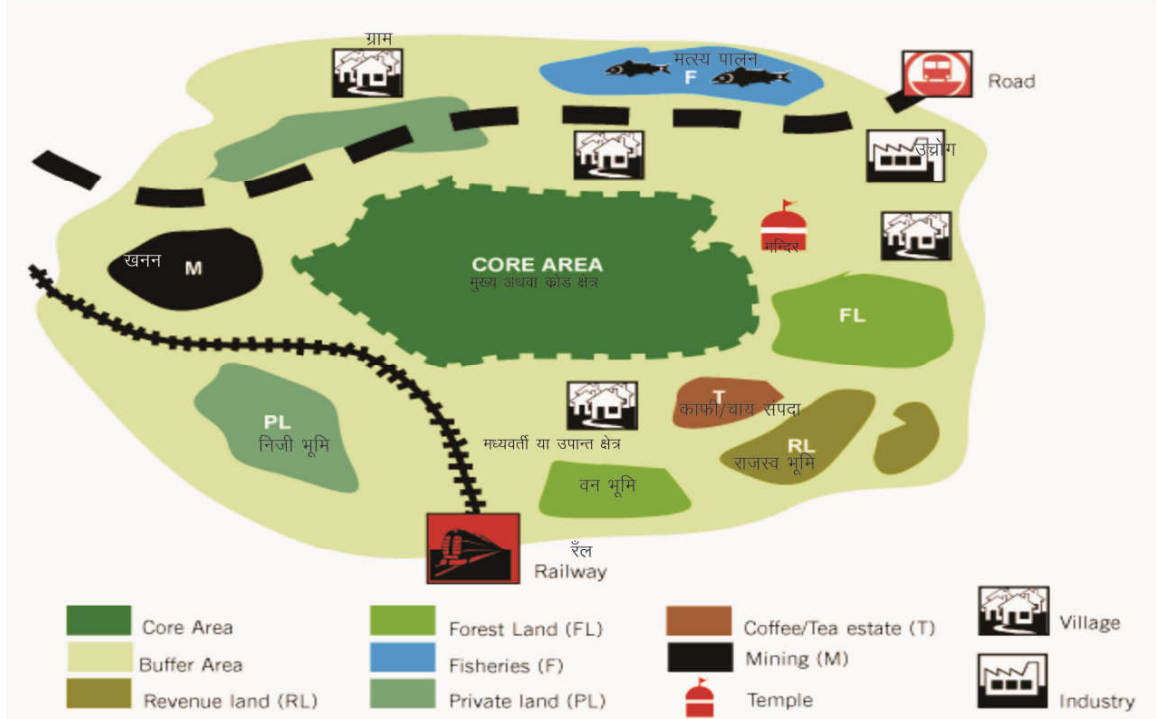 ग्राम
मत्स्य पालन
F
Road
उद्योग
मन्दिर
खनन
M
CORE AREA
मुख्य अथवा क्रोड क्षेत्र
FL
T
काफी/चाय संपदा
PL
निजी भूमि
मध्यवर्ती या उपान्त क्षेत्र
RL
राजस्व भूमि
वन भूमि
रॅंल
Railway
Core Area
Forest Land (FL)
Coffee/Tea estate (T)
Village
Buffer Area
Fisheries (F)
Mining (M)
Revenue land (RL)
Private land (PL)
Temple
Industry